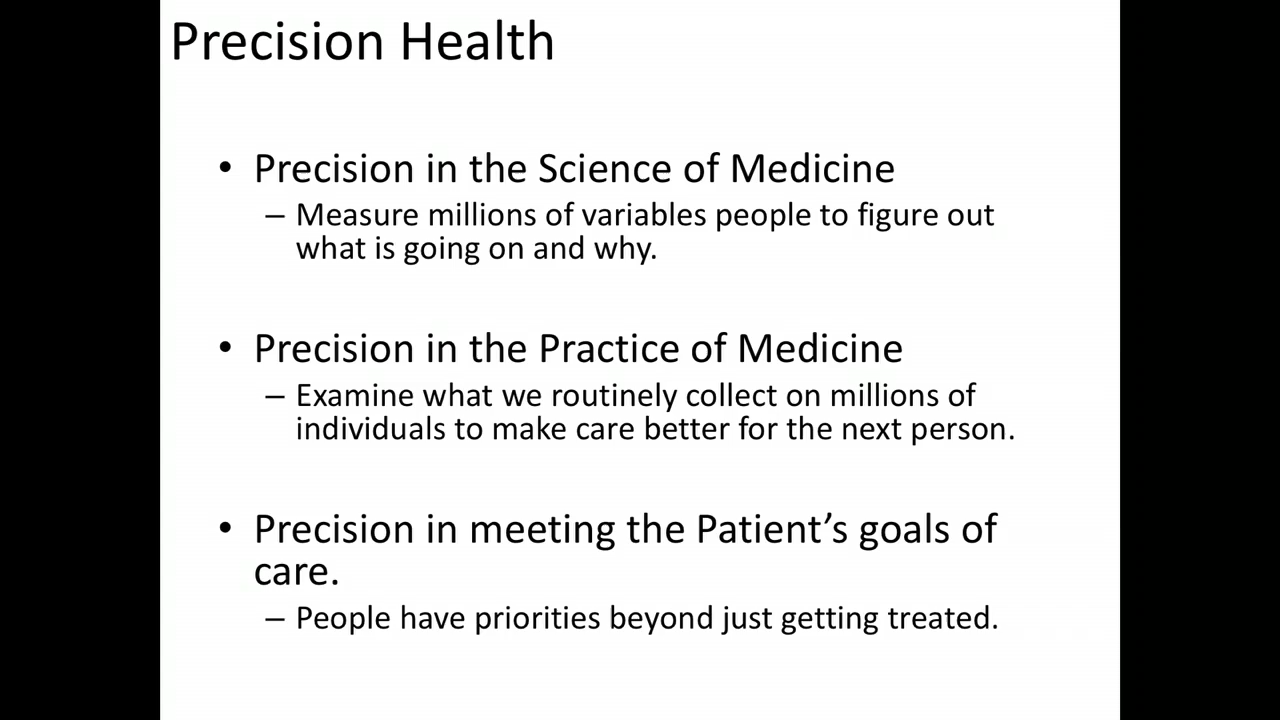 Precision Health
• Precision in the Science of Medicine
– Measure millions of variables people to figure out
what is going on and why.
• Precision in the Practice of Medicine
– Examine what we routinely collect on millions of
individuals to make care better for the next person.
• Precision in meeting the Patient’s goals of
care.
– People have priorities beyond just getting treated.